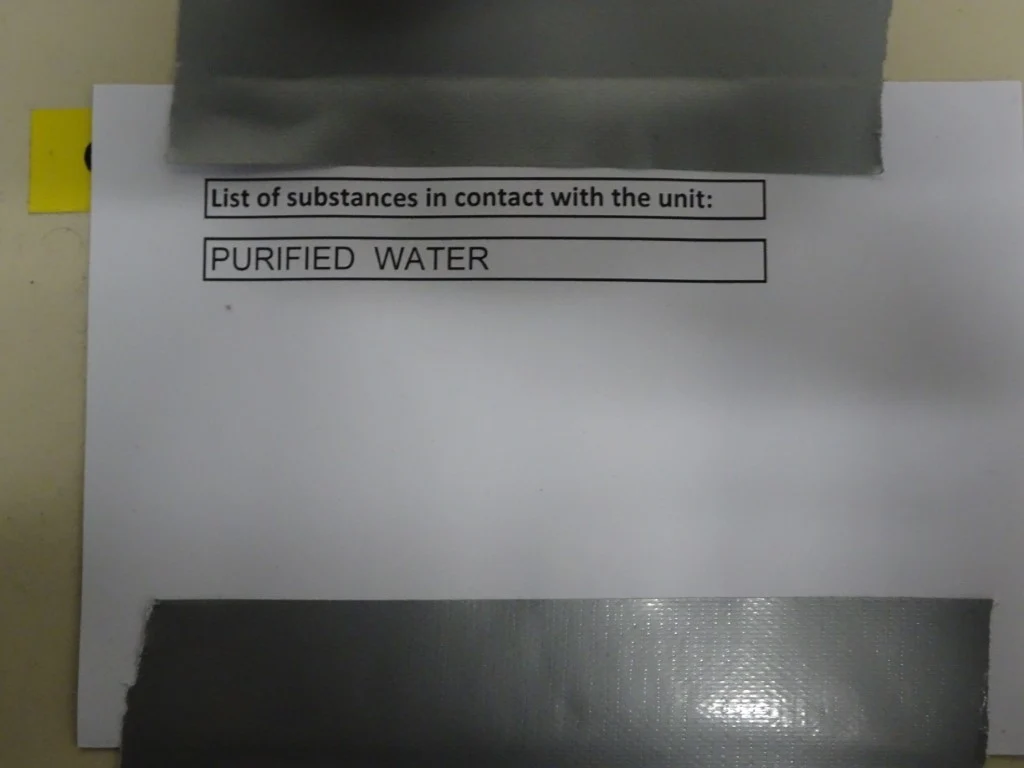 List of substances in contact with the unit:
PURIFIED WATER